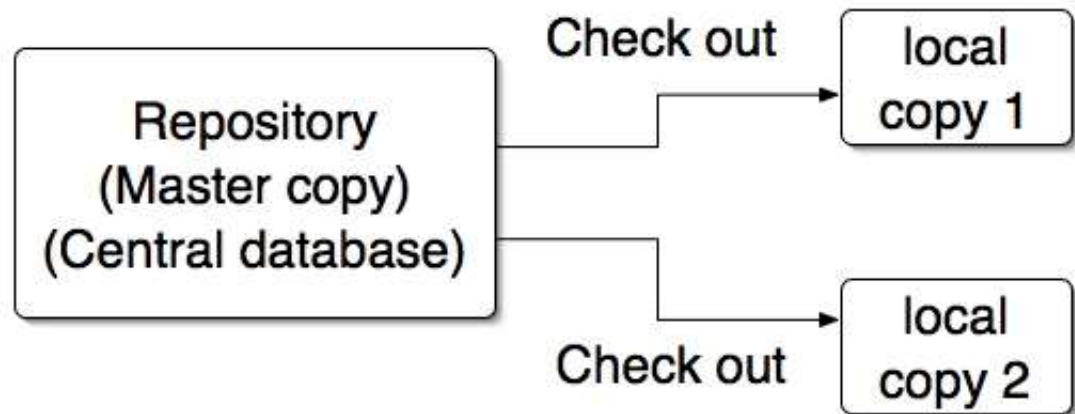 Repository
(Master copy)
(Central database)
Check out
local
copy 1
Check out
local
copy 2